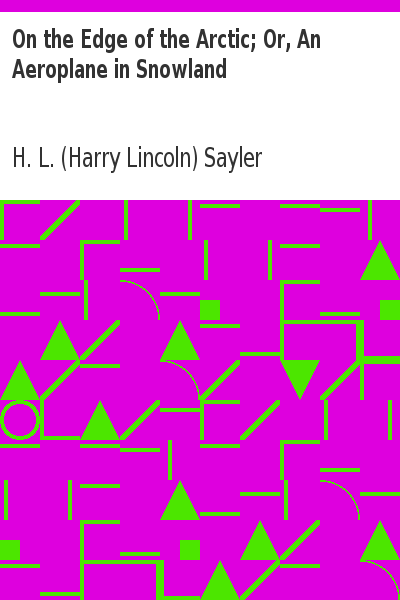 On the Edge of the Arctic; Or, An
Aeroplane in Snowland
H. L. (Harry Lincoln) Sayler